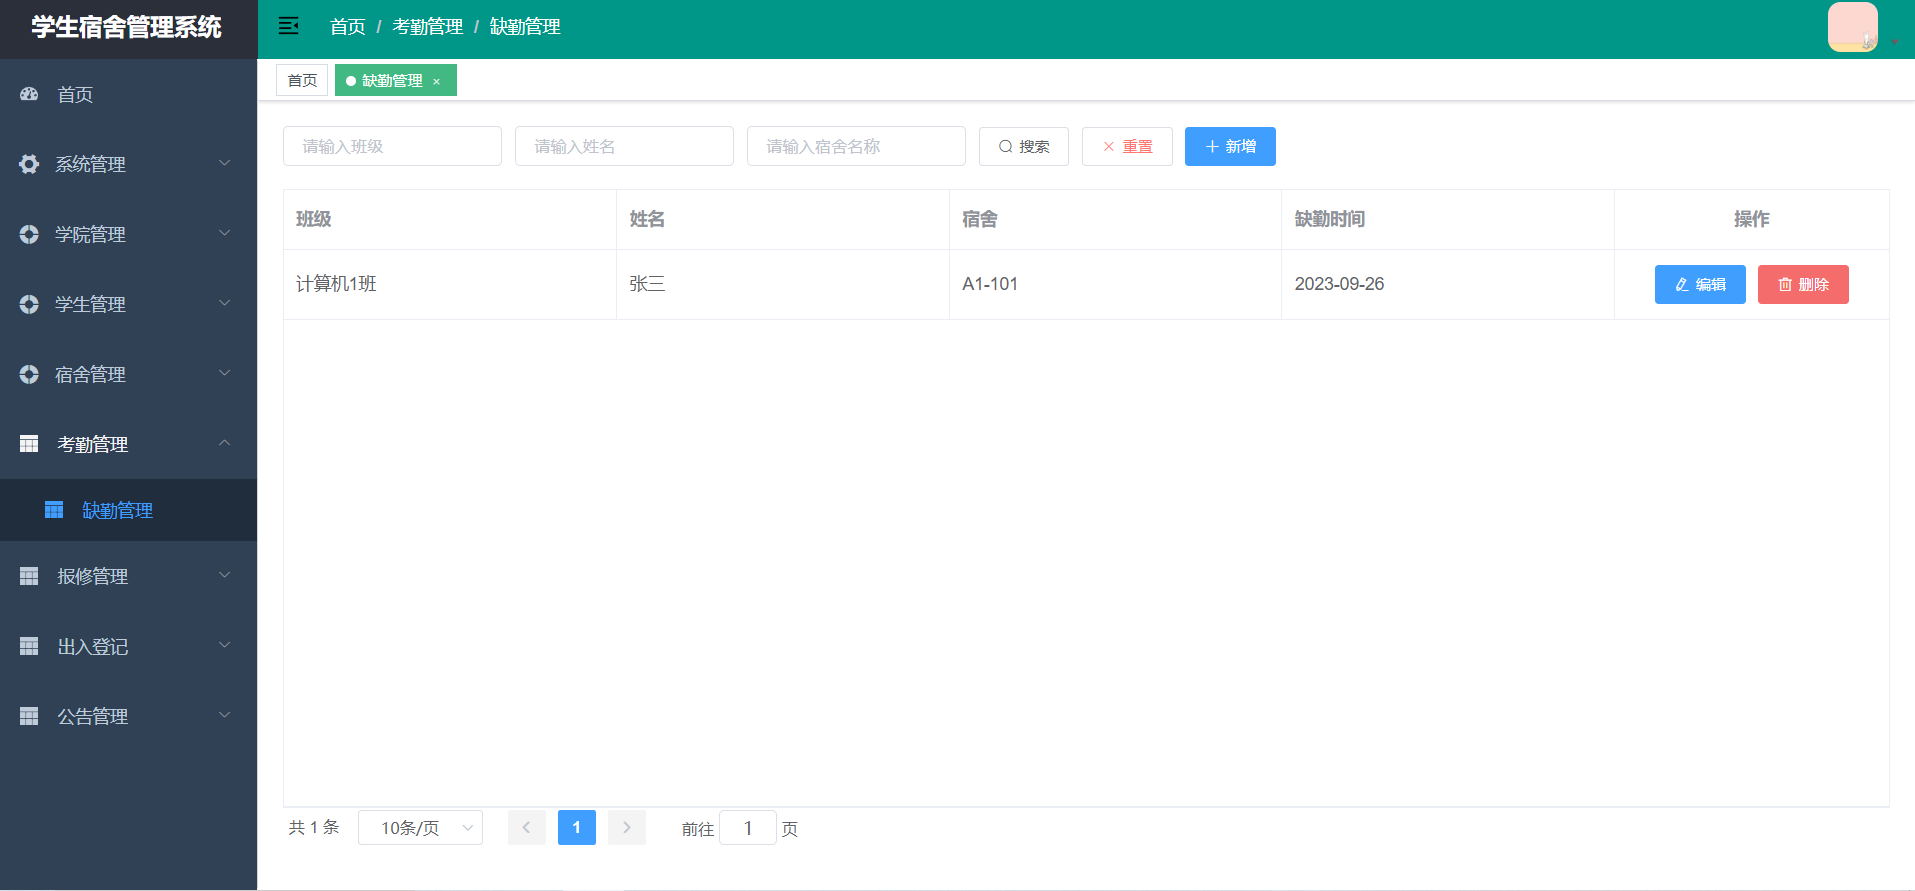 学生宿舍管理系统
首页 / 考勤管理 / 缺勤管理
首页
缺勤管理 ×
首页
系统管理
学院管理
学生管理
宿舍管理
考勤管理
缺勤管理
报修管理
出入登记
公告管理
请输入班级 请输入姓名 请输入宿舍名称 搜索 重置 新增
班级 姓名 宿舍 缺勤时间 操作
计算机1班 张三 A1-101 2023-09-26 编辑 删除
共 1 条 10条/页 1 前往 1 页